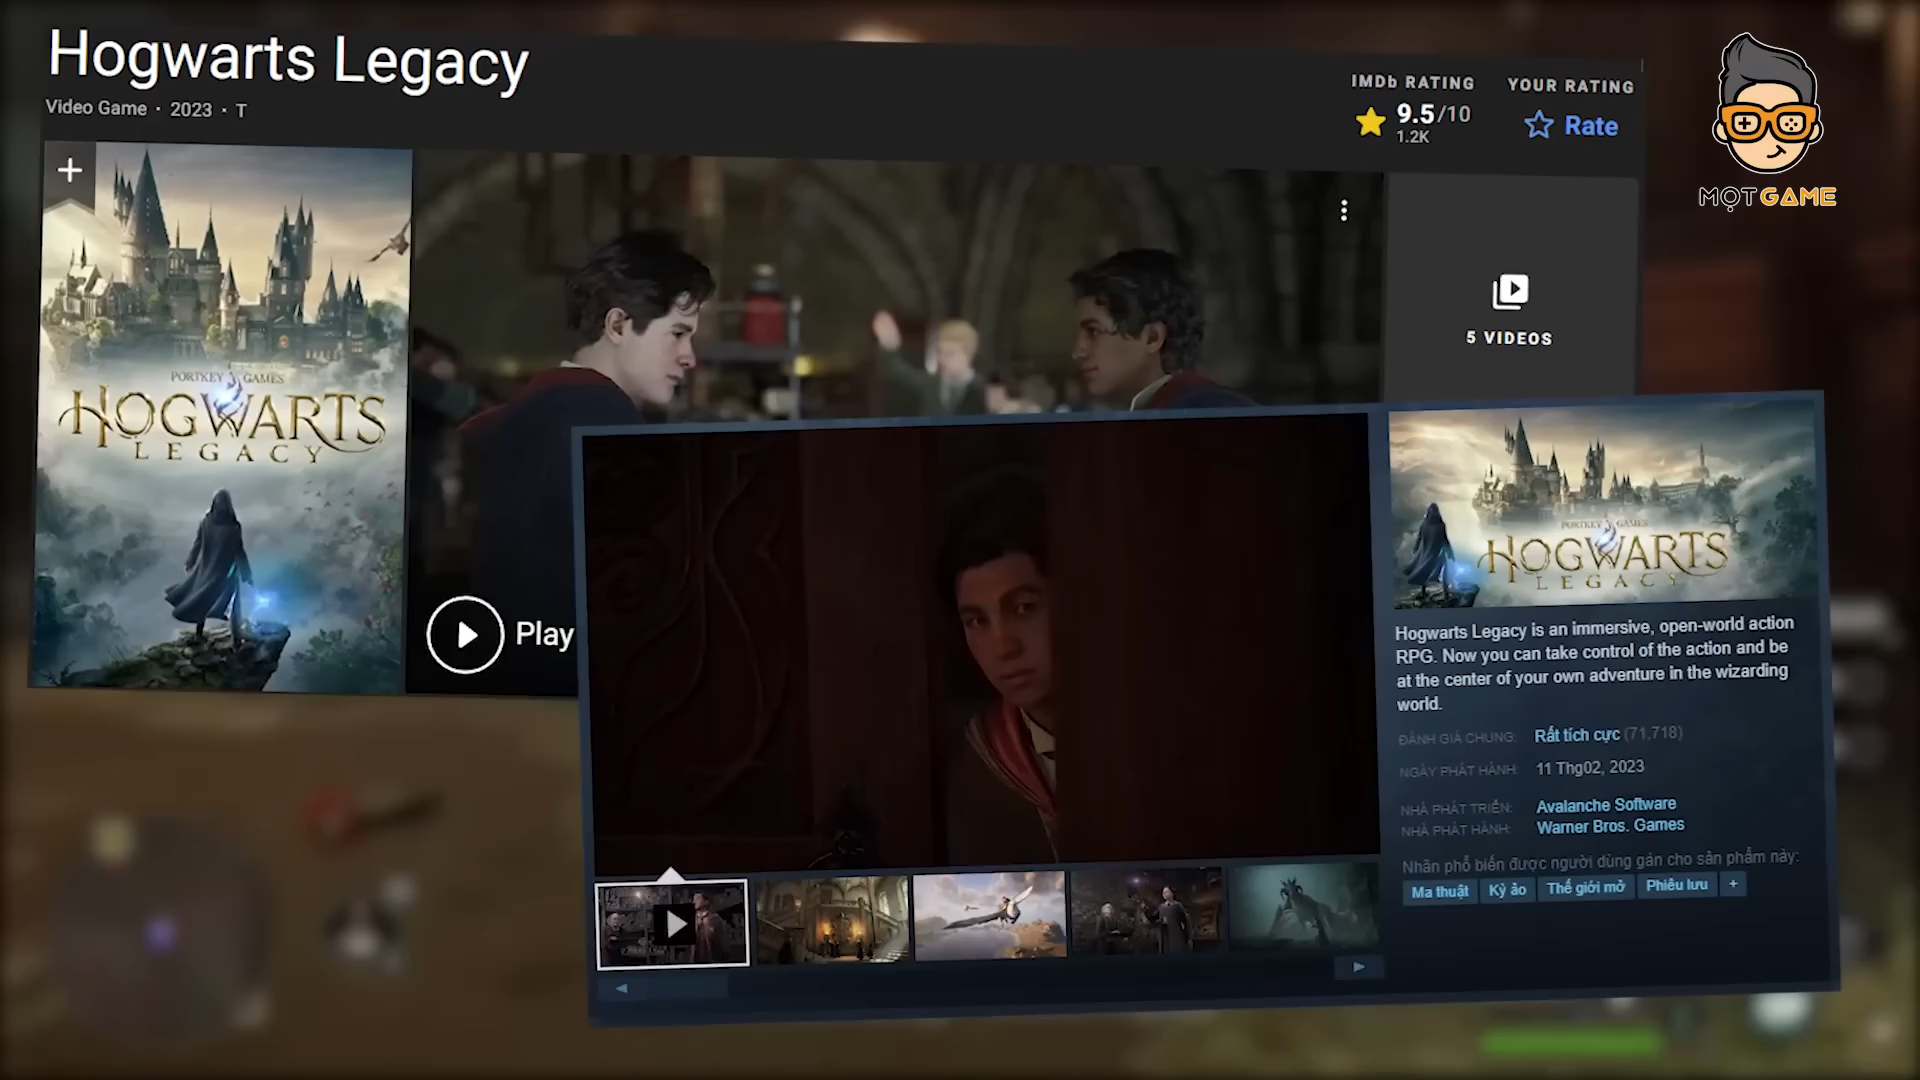 Hogwarts Legacy
Video Game · 2023 · T
IMDb RATING
9.5/10
1.2K
YOUR RATING
Rate
MỌTGAME
PORTKEY GAMES
HOGWARTS
LEGACY
5 VIDEOS
Play
PORTKEY GAMES
HOGWARTS
LEGACY
Hogwarts Legacy is an immersive, open-world action
RPG. Now you can take control of the action and be
at the center of your own adventure in the wizarding
world.
ĐÁNH GIÁ CHUNG: Rất tích cực (71,718)
NGÀY PHÁT HÀNH: 11 Thg02, 2023
NHÀ PHÁT TRIỂN: Avalanche Software
NHÀ PHÁT HÀNH: Warner Bros. Games
Nhãn phổ biến được người dùng gán cho sản phẩm này:
Ma thuật Kỳ ảo Thế giới mở Phiêu lưu +